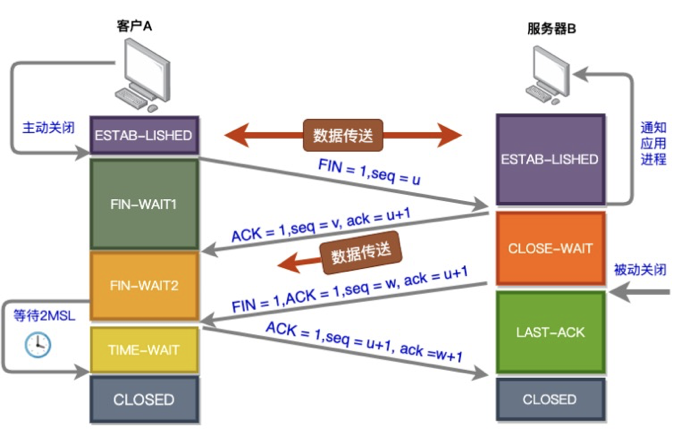 客户A
服务器B
主动关闭
ESTAB-LISHED
数据传送
ESTAB-LISHED
通知
应用
进程
FIN = 1,seq = u
FIN-WAIT1
ACK = 1,seq = v, ack = u+1
CLOSE-WAIT
数据传送
被动关闭
FIN-WAIT2
FIN = 1,ACK = 1,seq = w, ack = u+1
等待2MSL
ACK = 1,seq = u+1, ack =w+1
LAST-ACK
TIME-WAIT
CLOSED
CLOSED